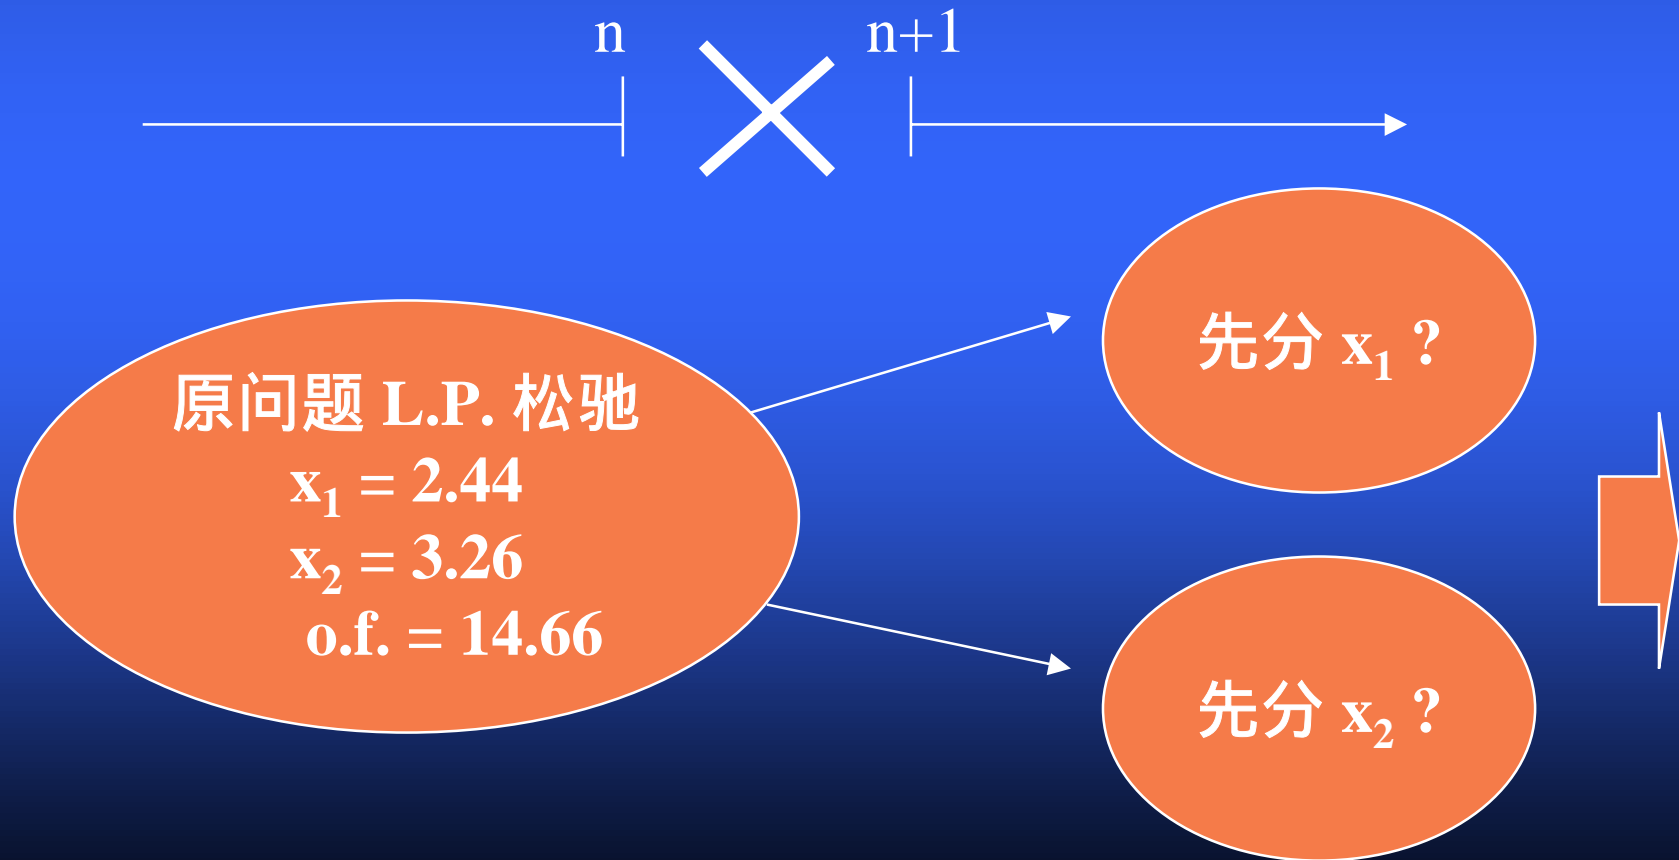 n
n+1
原问题 L.P. 松驰
x₁ = 2.44
x₂ = 3.26
o.f. = 14.66
先分 x₁ ?
先分 x₂ ?